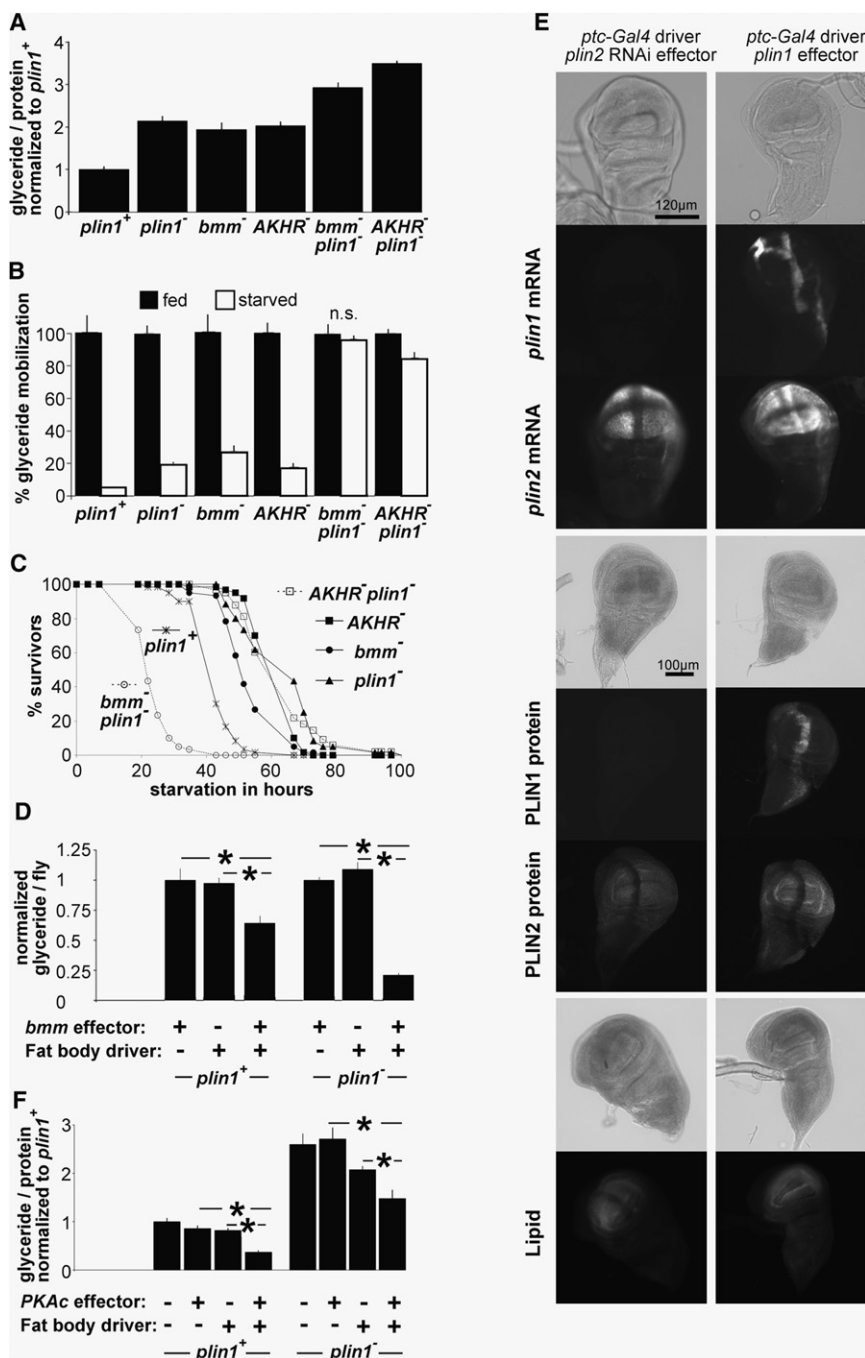 A
glyceride / protein
normalized to plin1+
4
3
2
1
0
plin1+ plin1- bmm- AKHR- bmm- AKHR-
plin1- plin1-
B
fed starved
n.s.
% glyceride mobilization
100
80
60
40
20
0
plin1+ plin1- bmm- AKHR- bmm- AKHR-
plin1- plin1-
C
% survivors
100
80
60
40
20
0
AKHR-plin1-
AKHR-
bmm-
plin1-
plin1+
bmm-
plin1-
0 20 40 60 80 100
starvation in hours
D
normalized
glyceride / fly
1.25
1
0.75
0.5
0.25
0
* * * *
bmm effector: + - + + - +
Fat body driver: - + + - + +
plin1+ plin1-
F
glyceride / protein
normalized to plin1+
3
2
1
0
* * * *
PKAc effector: - + - + - + - +
Fat body driver: - - + + - - + +
plin1+ plin1-
E
ptc-Gal4 driver
plin2 RNAi effector
ptc-Gal4 driver
plin1 effector
120µm
plin1 mRNA
plin2 mRNA
100µm
PLIN1 protein
PLIN2 protein
Lipid